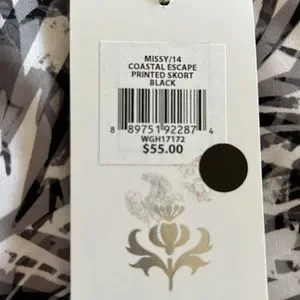 MISSY/14
COASTAL ESCAPE
PRINTED SKORT
BLACK
8 89751 92287 4
WGH17172
$55.00